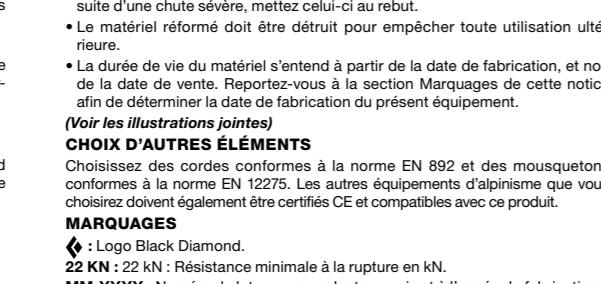 s
suite d'une chute sévère, mettez celui-ci au rebut.
• Le matériel réformé doit être détruit pour empêcher toute utilisation ulté
rieure.
e
• La durée de vie du matériel s'entend à partir de la date de fabrication, et no
-
de la date de vente. Reportez-vous à la section Marquages de cette notic
afin de déterminer la date de fabrication du présent équipement.
(Voir les illustrations jointes)
CHOIX D'AUTRES ÉLÉMENTS
d
Choisissez des cordes conformes à la norme EN 892 et des mousqueton
e
conformes à la norme EN 12275. Les autres équipements d'alpinisme que vou
choisirez doivent également être certifiés CE et compatibles avec ce produit.
MARQUAGES
: Logo Black Diamond.
22 KN : 22 kN : Résistance minimale à la rupture en kN.